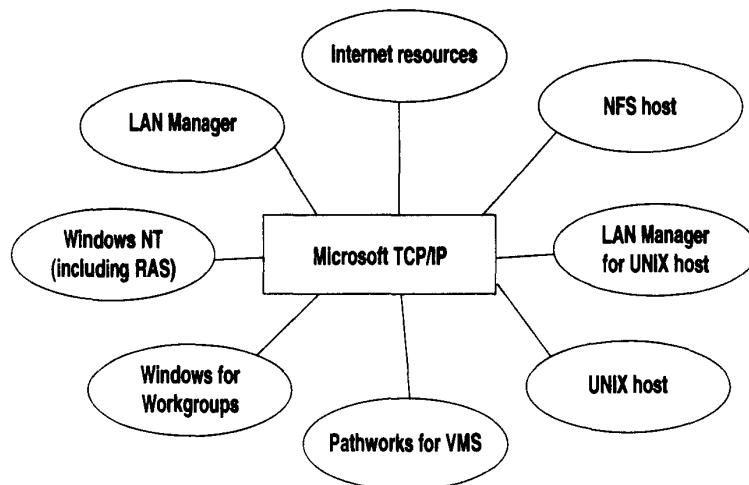 Internet resources
NFS host
LAN Manager
Windows NT
(including RAS)
Microsoft TCP/IP
LAN Manager
for UNIX host
Windows for
Workgroups
UNIX host
Pathworks for VMS